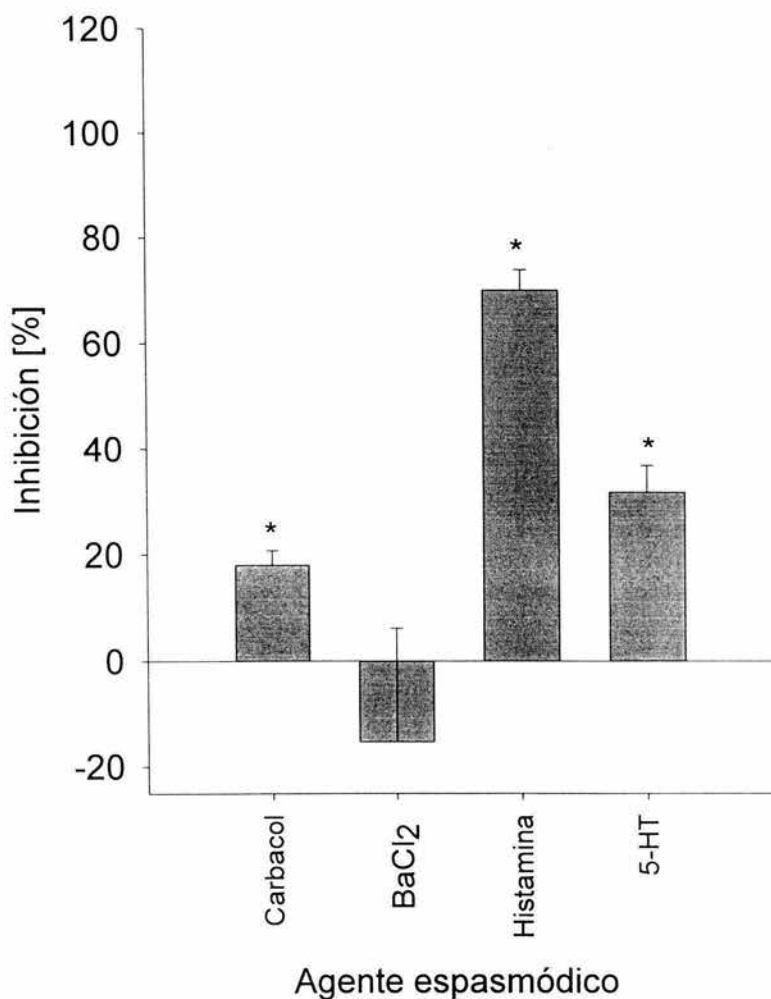 Inhibición [%]
120
100
80
60
40
20
0
-20
*
*
*
Carbacol
BaCl2
Histamina
5-HT
Agente espasmódico